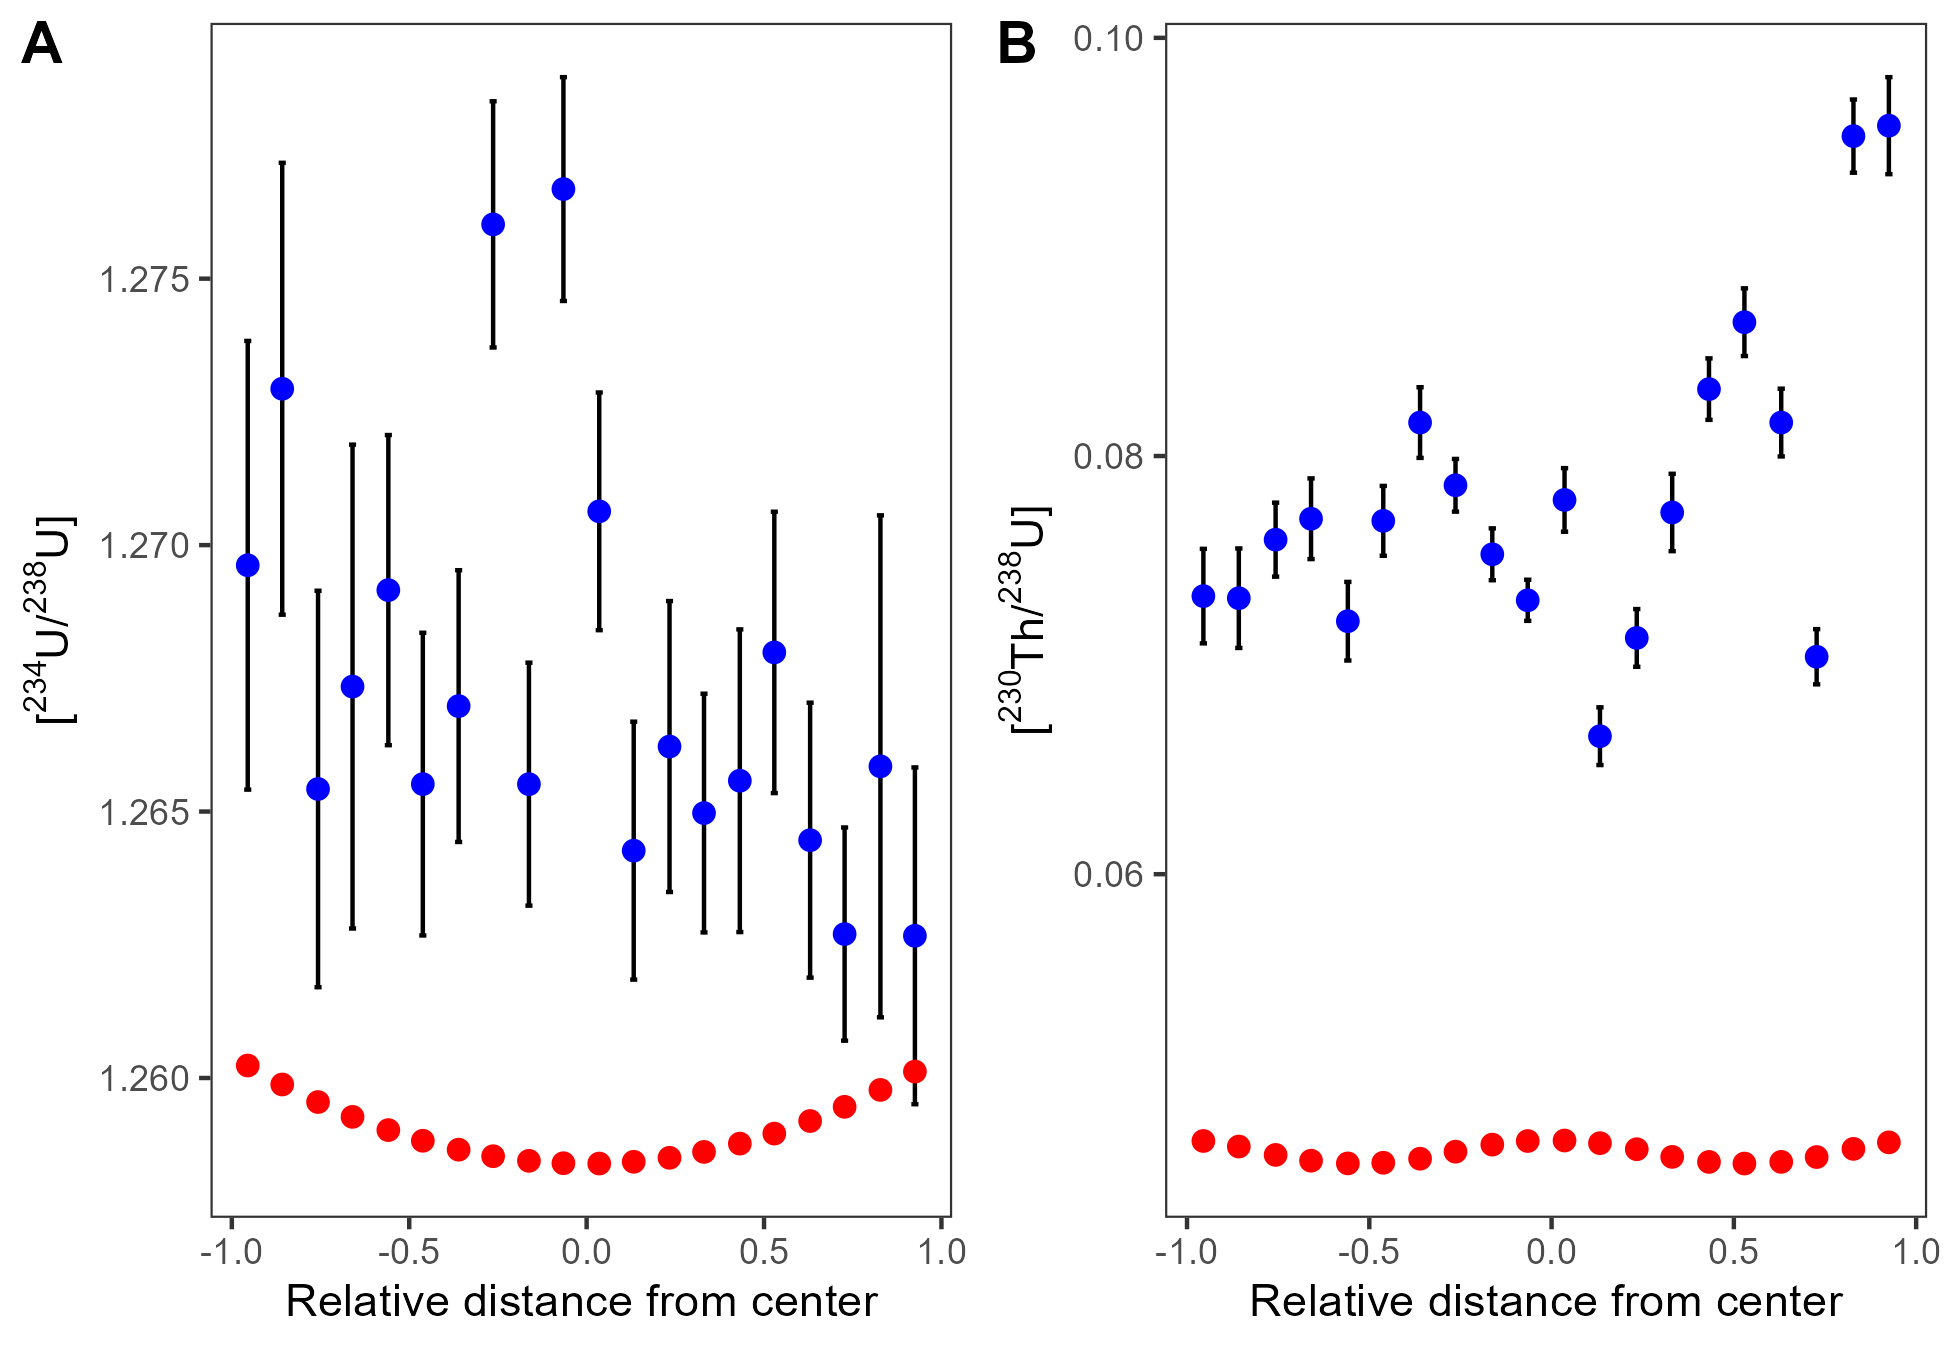 A
1.275
1.270
1.265
1.260
[²³⁴U/²³⁸U]
-1.0 -0.5 0.0 0.5 1.0
Relative distance from center
B
0.10
0.08
0.06
[²³⁰Th/²³⁸U]
-1.0 -0.5 0.0 0.5 1.0
Relative distance from center